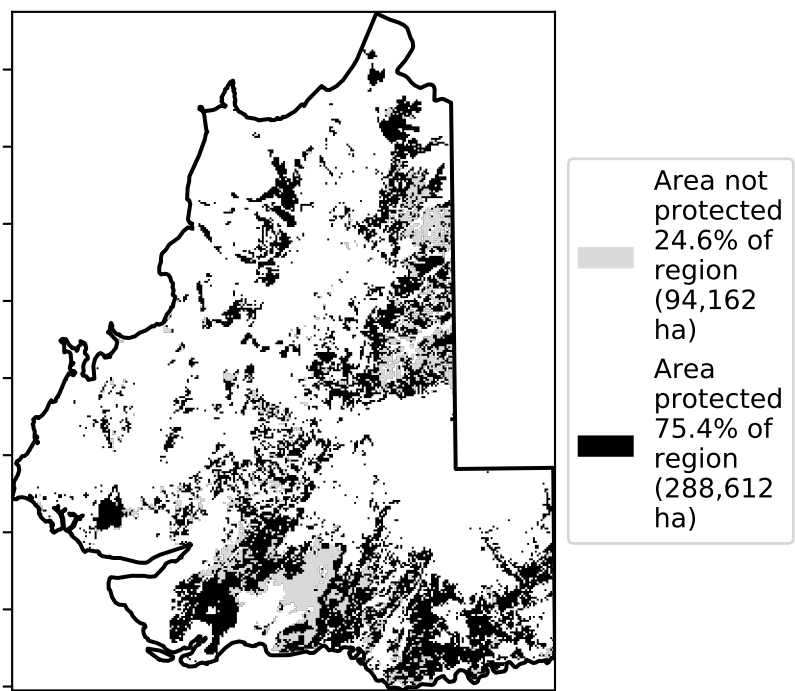 Area not
protected
24.6% of
region
(94,162
ha)
Area
protected
75.4% of
region
(288,612
ha)